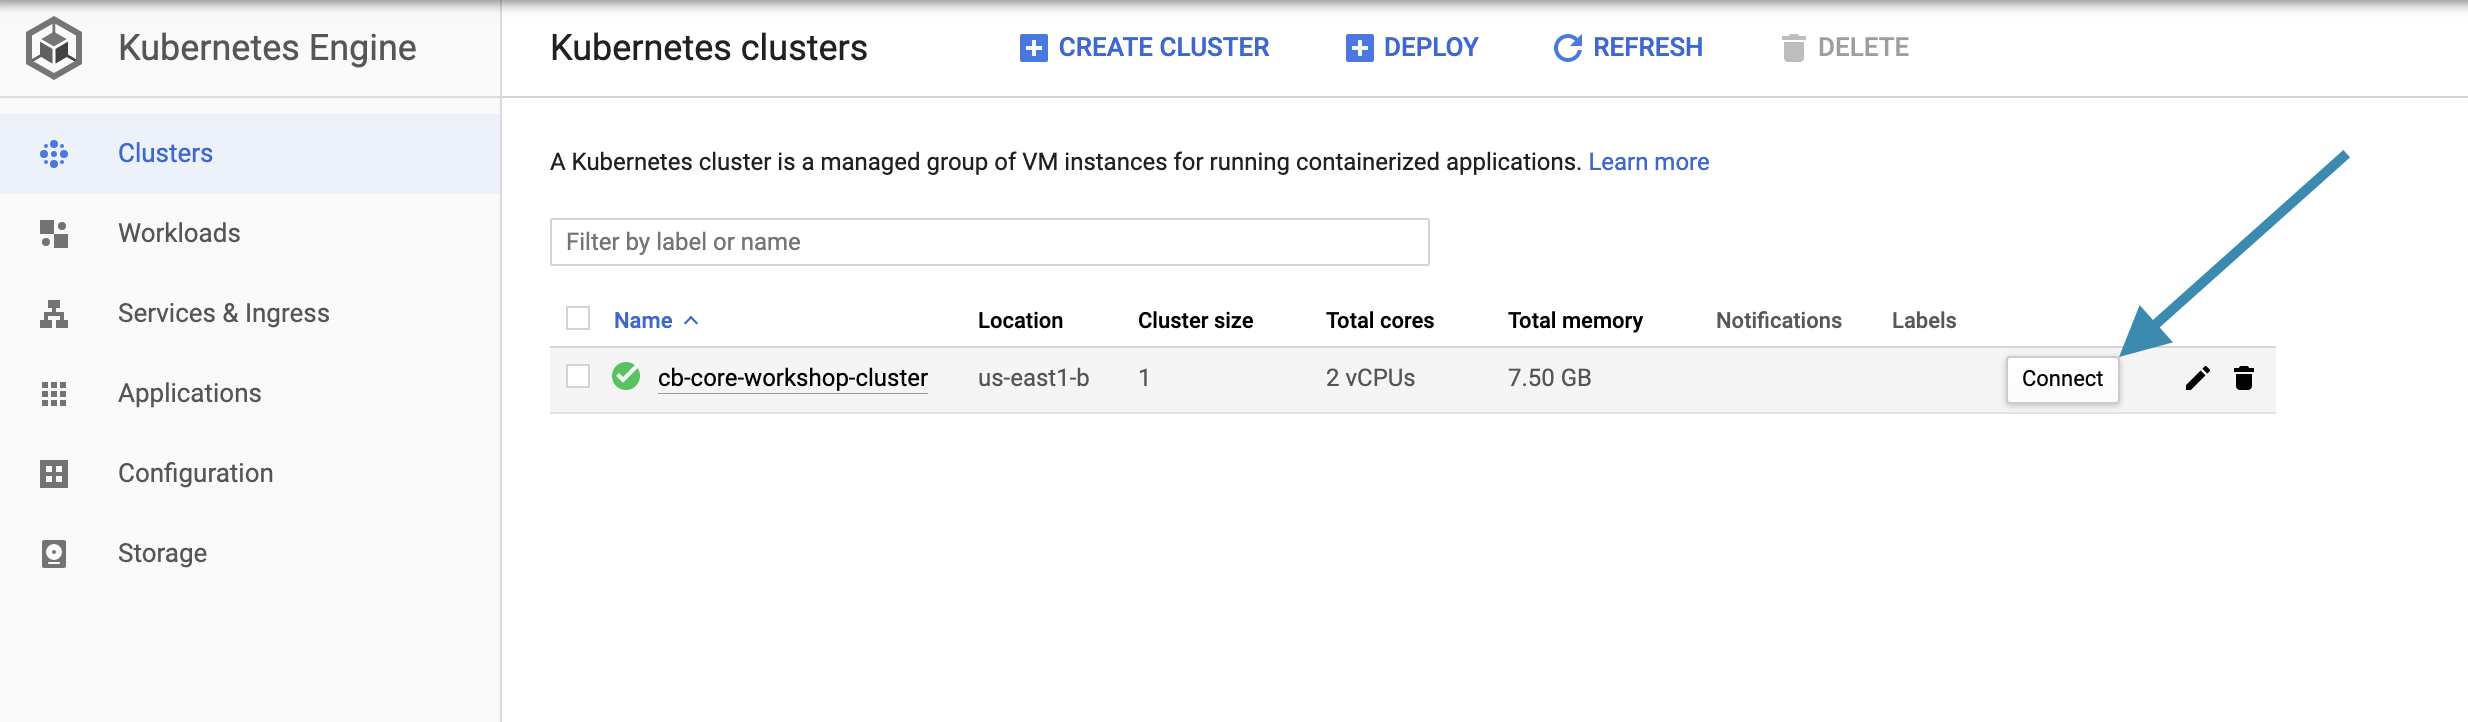 Kubernetes Engine
Kubernetes clusters
CREATE CLUSTER
DEPLOY
REFRESH
DELETE
Clusters
Workloads
Services & Ingress
Applications
Configuration
Storage
A Kubernetes cluster is a managed group of VM instances for running containerized applications. Learn more
Filter by label or name
Name Location Cluster size Total cores Total memory Notifications Labels
cb-core-workshop-cluster us-east1-b 1 2 vCPUs 7.50 GB Connect